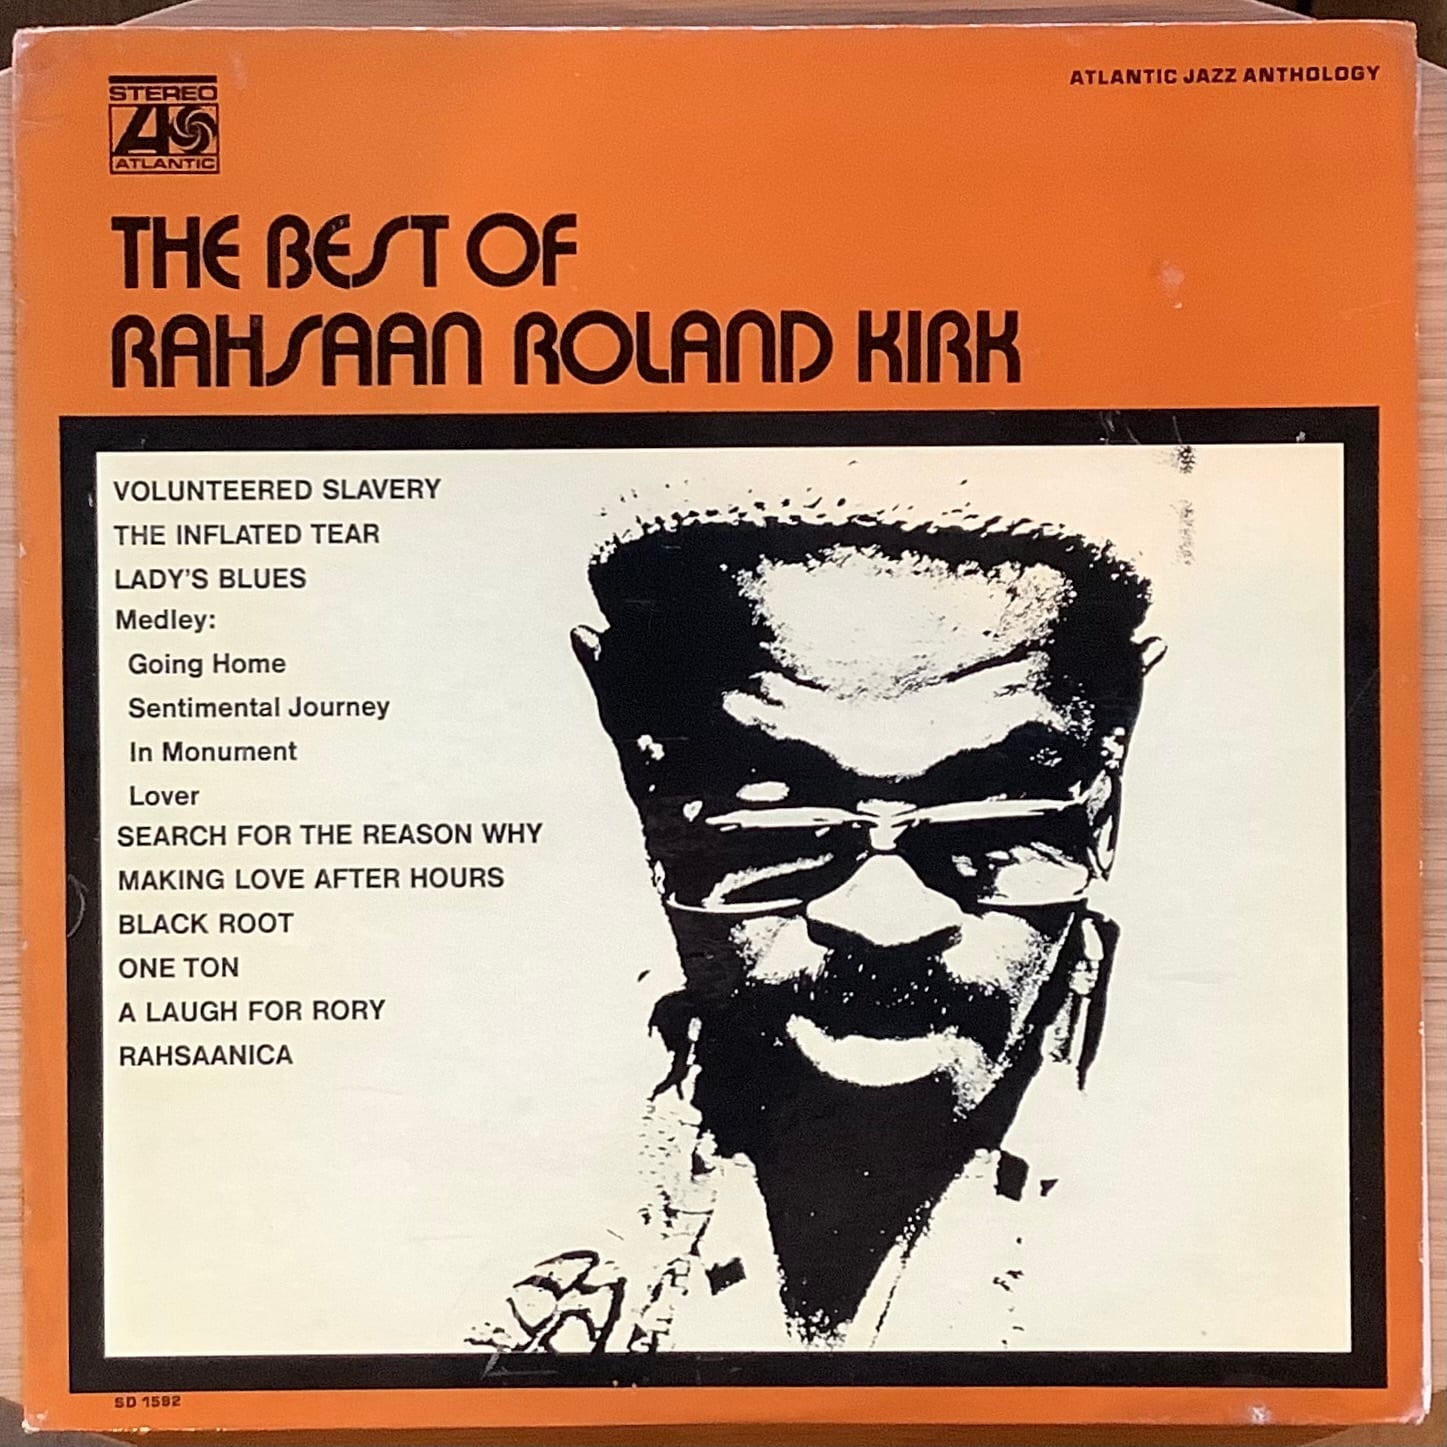 STEREO
ATLANTIC
ATLANTIC JAZZ ANTHOLOGY
THE BEST OF
RAHSAAN ROLAND KIRK
VOLUNTEERED SLAVERY
THE INFLATED TEAR
LADY'S BLUES
Medley:
Going Home
Sentimental Journey
In Monument
Lover
SEARCH FOR THE REASON WHY
MAKING LOVE AFTER HOURS
BLACK ROOT
ONE TON
A LAUGH FOR RORY
RAHSAANICA
SD 1592